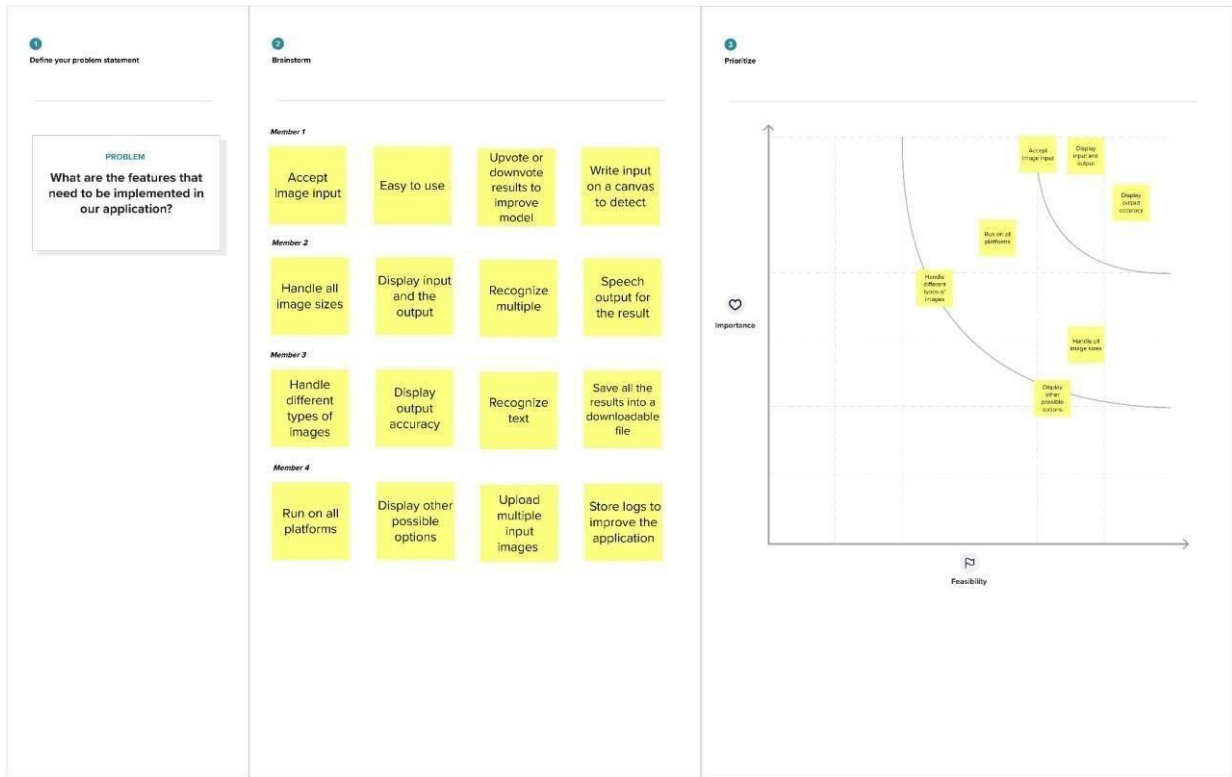 1
Define your problem statement
PROBLEM
What are the features that
need to be implemented in
our application?
2
Brainstorm
Member 1
Accept
image input
Easy to use
Upvote or
downvote
results to
improve
model
Write input
on a canvas
to detect
Member 2
Handle all
image sizes
Display input
and the
output
Recognize
multiple
Speech
output for
the result
Member 3
Handle
different
types of
images
Display
output
accuracy
Recognize
text
Save all the
results into a
downloadable
file
Member 4
Run on all
platforms
Display other
possible
options
Upload
multiple
input
images
Store logs to
improve the
application
3
Prioritize
Accept
image input
Display
input and
output
Display
output
accuracy
Run on all
platforms
Handle
different
types of
images
Importance
Handle all
image sizes
Display
other
possible
options
Feasibility